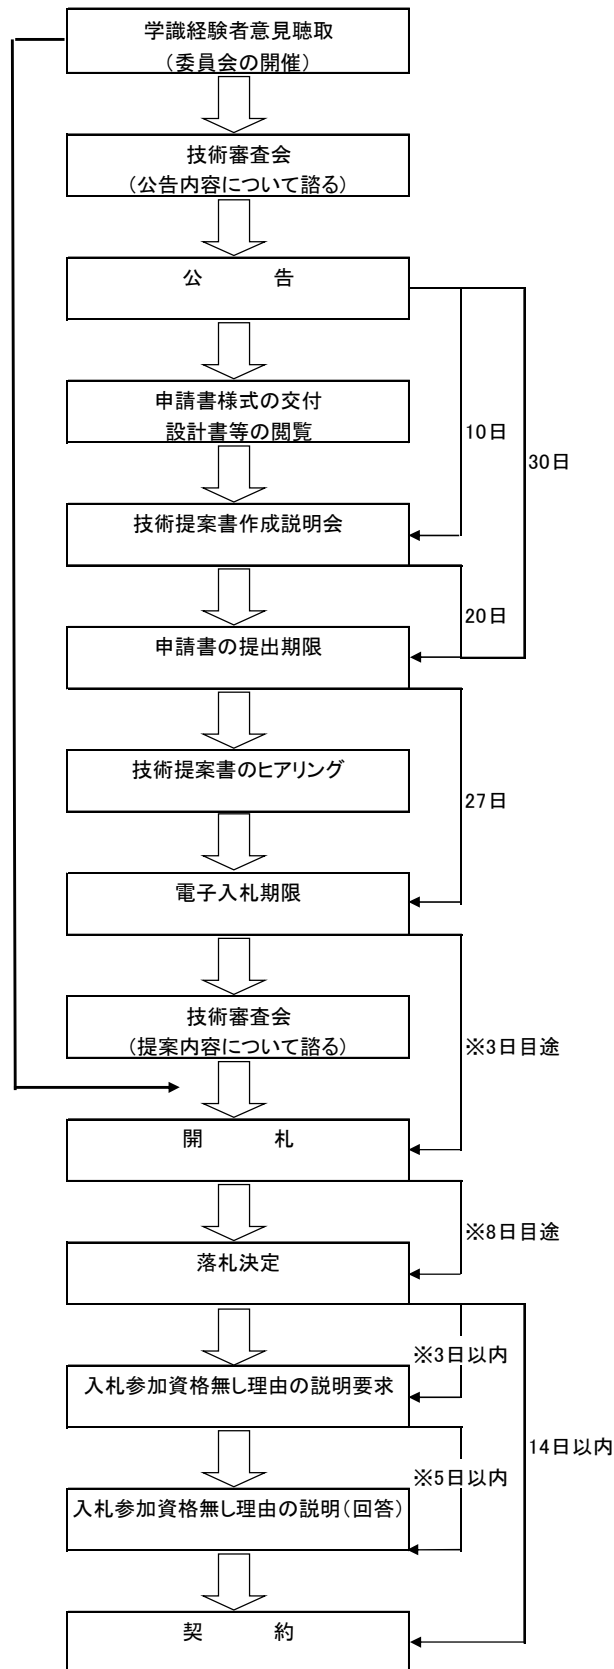 学識経験者意見聴取
（委員会の開催）
技術審査会
（公告内容について諮る）
公　　　　告
申請書様式の交付
設計書等の閲覧
10日
30日
技術提案書作成説明会
20日
申請書の提出期限
技術提案書のヒアリング
27日
電子入札期限
技術審査会
（提案内容について諮る）
※3日目途
開　　　　札
※8日目途
落札決定
※3日以内
入札参加資格無し理由の説明要求
14日以内
※5日以内
入札参加資格無し理由の説明（回答）
契　　　　約